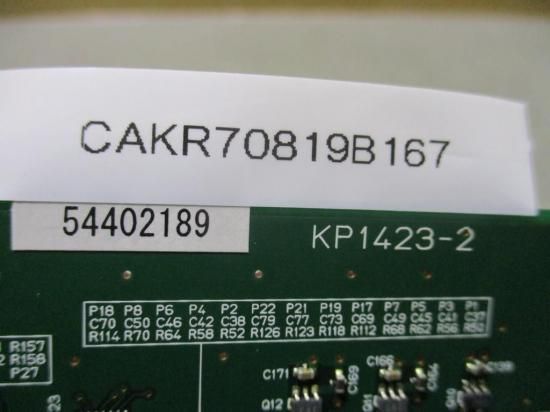 CAKR70819B167
54402189
KP1423-2
P18 P8 P6 P4 P2 P22 P21 P19 P17 P7 P5 P3 P1
C70 C50 C46 C42 C38 C79 C77 C73 C69 C49 C45 C41 C37
R114 R70 R64 R58 R52 R126 R123 R118 R112 R68 R62 R56 R50
R157
R158
P27
C171
C169
C166
C164
Q12